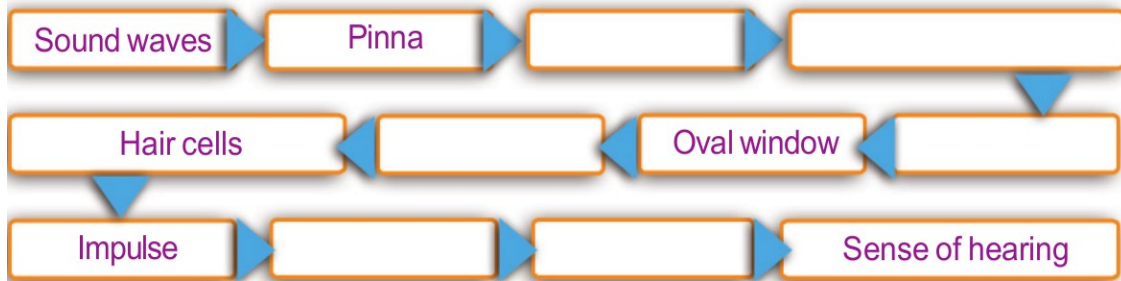 Sound waves
Pinna
Oval window
Hair cells
Impulse
Sense of hearing